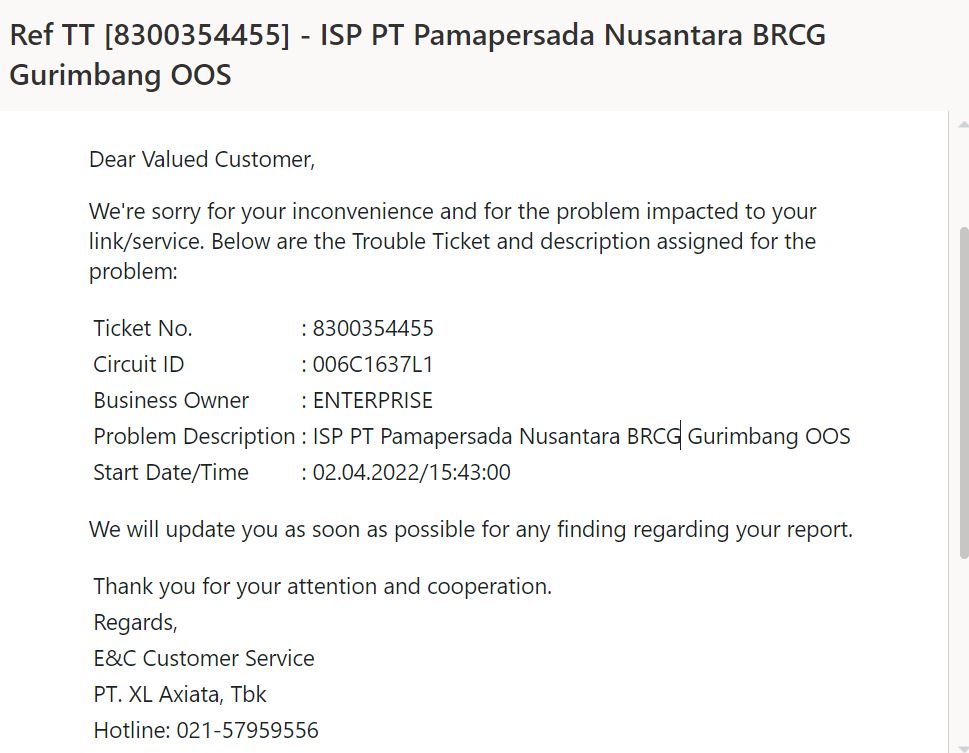 Ref TT [8300354455] - ISP PT Pamapersada Nusantara BRCG
Gurimbang OOS
Dear Valued Customer,
We're sorry for your inconvenience and for the problem impacted to your
link/service. Below are the Trouble Ticket and description assigned for the
problem:
Ticket No. : 8300354455
Circuit ID : 006C1637L1
Business Owner : ENTERPRISE
Problem Description : ISP PT Pamapersada Nusantara BRCG Gurimbang OOS
Start Date/Time : 02.04.2022/15:43:00
We will update you as soon as possible for any finding regarding your report.
Thank you for your attention and cooperation.
Regards,
E&C Customer Service
PT. XL Axiata, Tbk
Hotline: 021-57959556